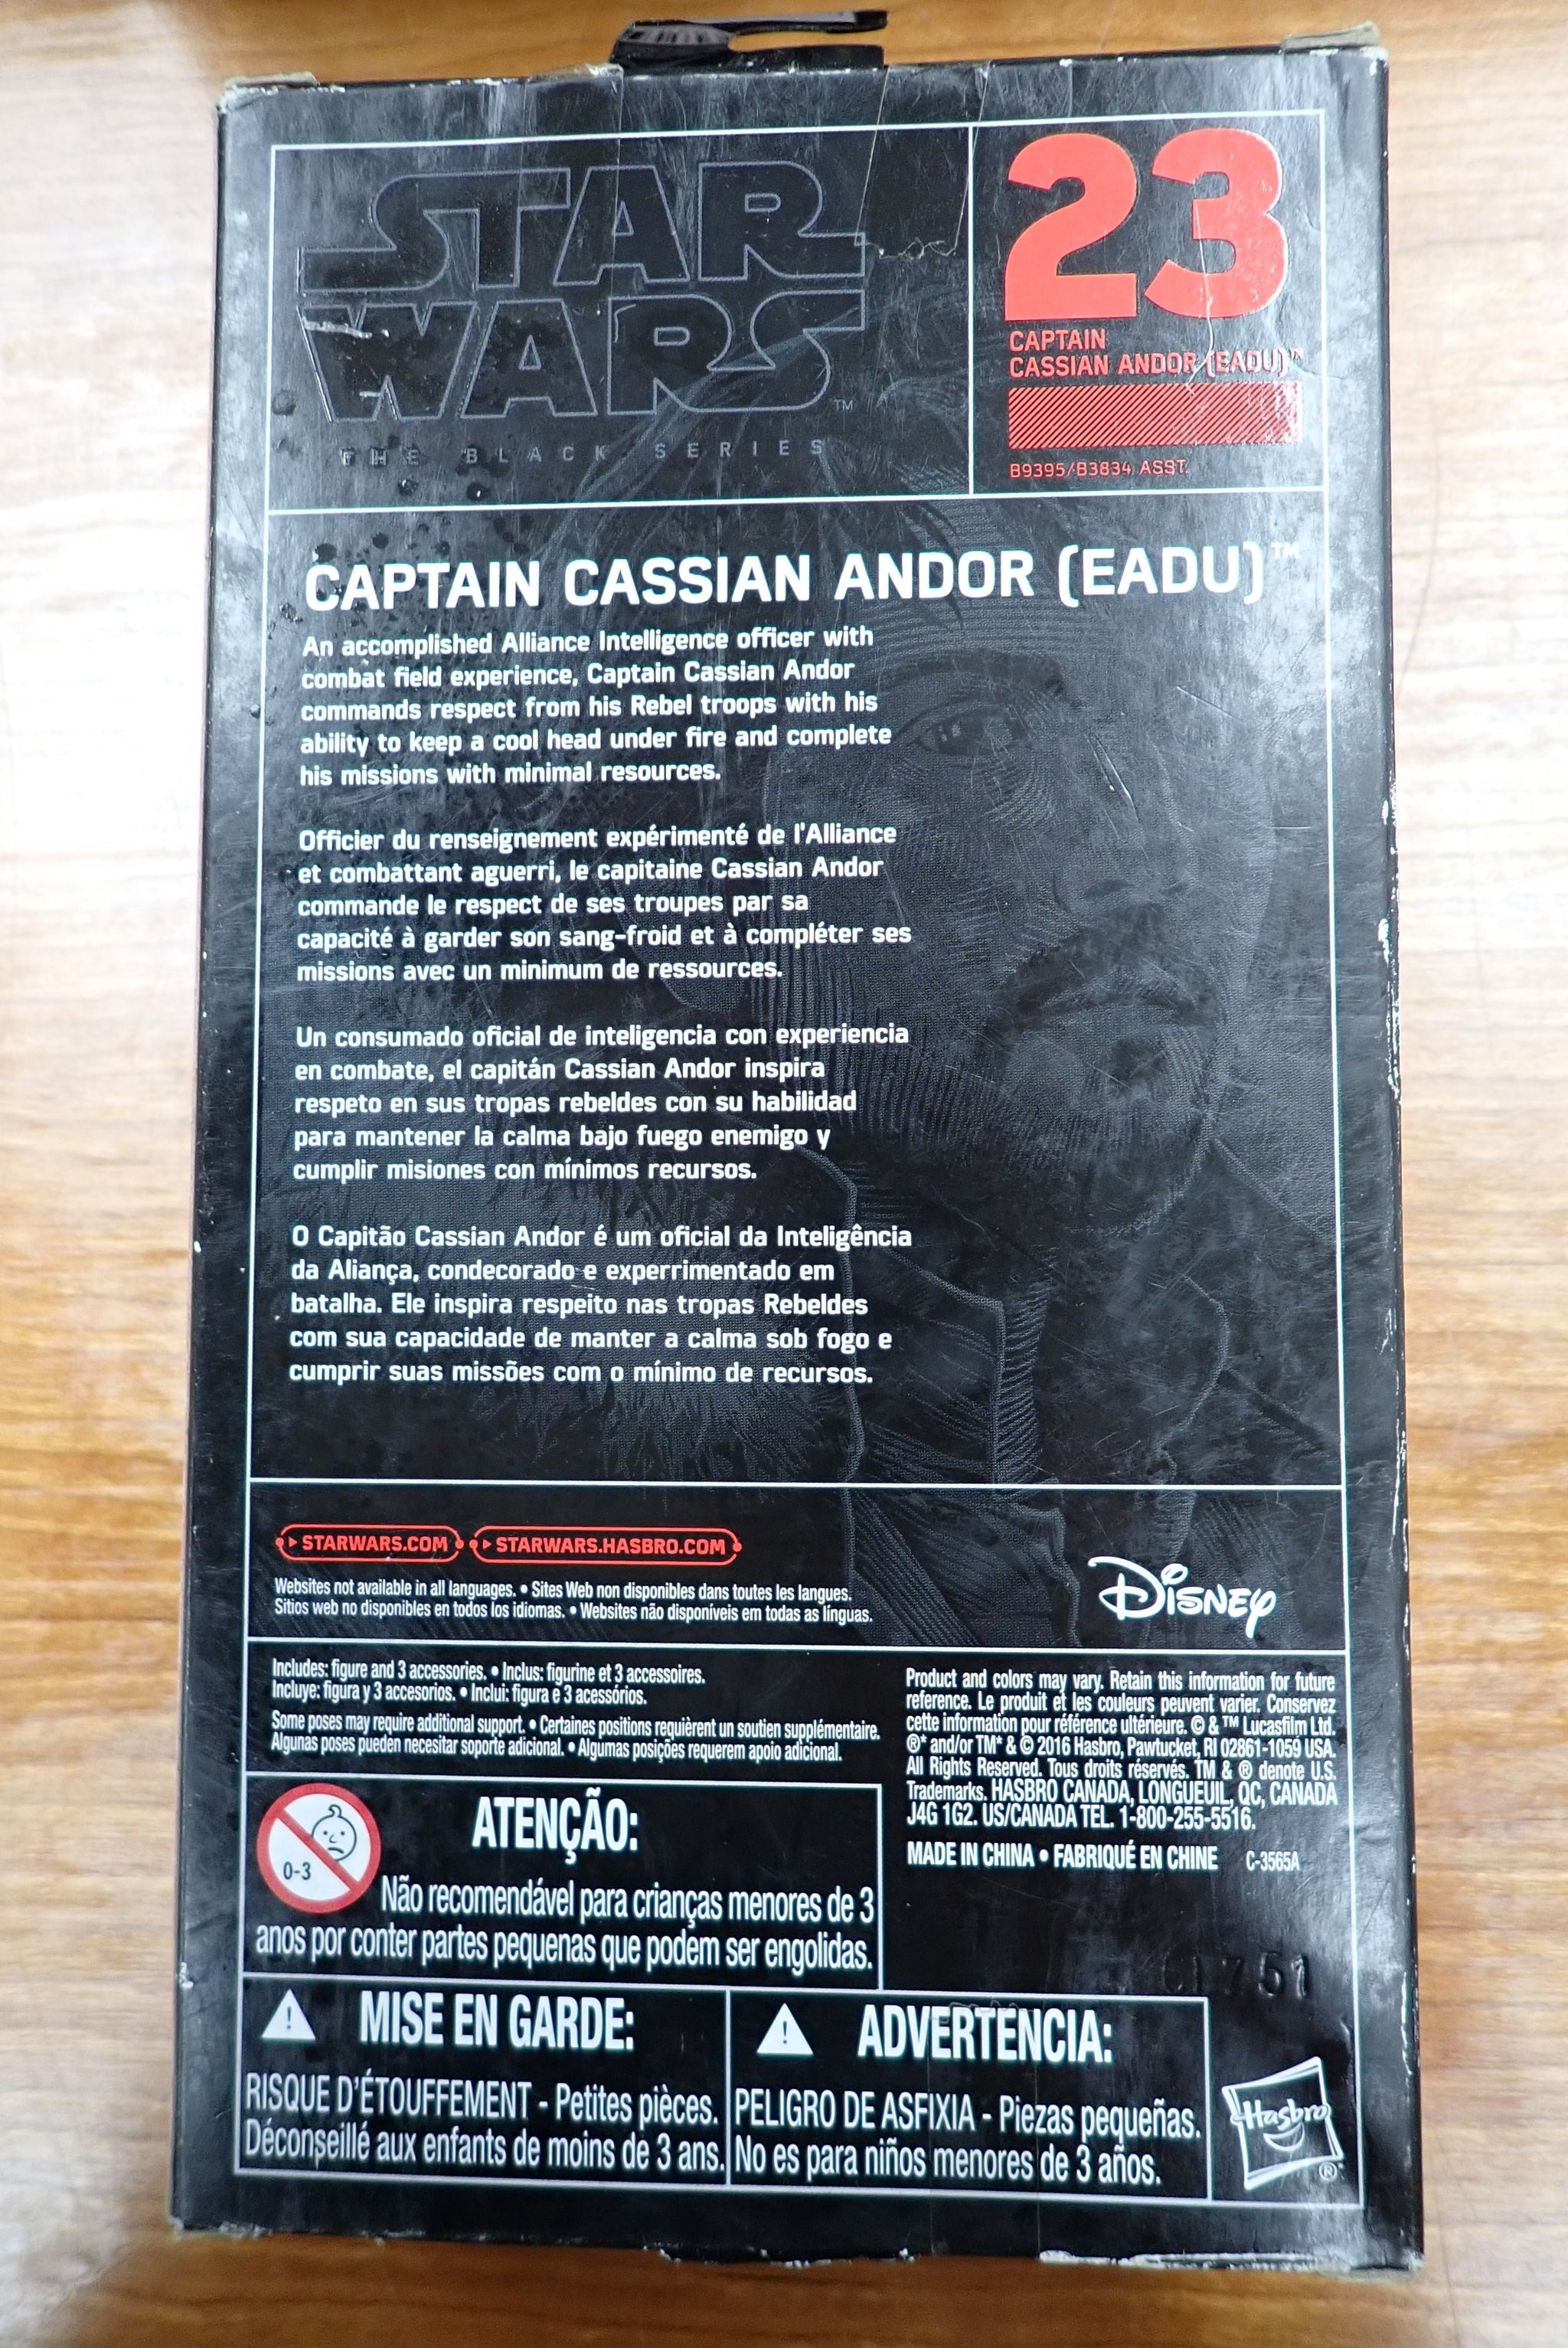 STAR
WARS
™
THE BLACK SERIES
23
CAPTAIN
CASSIAN ANDOR (EADU)™
B9395/B3834 ASST.
CAPTAIN CASSIAN ANDOR (EADU)™
An accomplished Alliance Intelligence officer with
combat field experience, Captain Cassian Andor
commands respect from his Rebel troops with his
ability to keep a cool head under fire and complete
his missions with minimal resources.
Officier du renseignement expérimenté de l'Alliance
et combattant aguerri, le capitaine Cassian Andor
commande le respect de ses troupes par sa
capacité à garder son sang-froid et à compléter ses
missions avec un minimum de ressources.
Un consumado oficial de inteligencia con experiencia
en combate, el capitán Cassian Andor inspira
respeto en sus tropas rebeldes con su habilidad
para mantener la calma bajo fuego enemigo y
cumplir misiones con mínimos recursos.
O Capitão Cassian Andor é um oficial da Inteligência
da Aliança, condecorado e experrimentado em
batalha. Ele inspira respeito nas tropas Rebeldes
com sua capacidade de manter a calma sob fogo e
cumprir suas missões com o mínimo de recursos.
STARWARS.COM STARWARS.HASBRO.COM
Websites not available in all languages. • Sites Web non disponibles dans toutes les langues.
Sitios web no disponibles en todos los idiomas. • Websites não disponíveis em todas as línguas.
Disney
Includes: figure and 3 accessories. • Inclus: figurine et 3 accessoires.
Incluye: figura y 3 accesorios. • Inclui: figura e 3 acessórios.
Some poses may require additional support. • Certaines positions requièrent un soutien supplémentaire.
Algunas poses pueden necesitar soporte adicional. • Algumas posições requerem apoio adicional.
Product and colors may vary. Retain this information for future
reference. Le produit et les couleurs peuvent varier. Conservez
cette information pour référence ultérieure. © & ™ Lucasfilm Ltd.
®* and/or TM* & © 2016 Hasbro, Pawtucket, RI 02861-1059 USA.
All Rights Reserved. Tous droits réservés. TM & ® denote U.S.
Trademarks. HASBRO CANADA, LONGUEUIL, QC, CANADA
J4G 1G2. US/CANADA TEL. 1-800-255-5516.
MADE IN CHINA • FABRIQUÉ EN CHINE C-3565A
0-3
ATENÇÃO:
Não recomendável para crianças menores de 3
anos por conter partes pequenas que podem ser engolidas.
MISE EN GARDE:
RISQUE D'ÉTOUFFEMENT - Petites pièces.
Déconseillé aux enfants de moins de 3 ans.
ADVERTENCIA:
PELIGRO DE ASFIXIA - Piezas pequeñas.
No es para niños menores de 3 años.
Hasbro
®